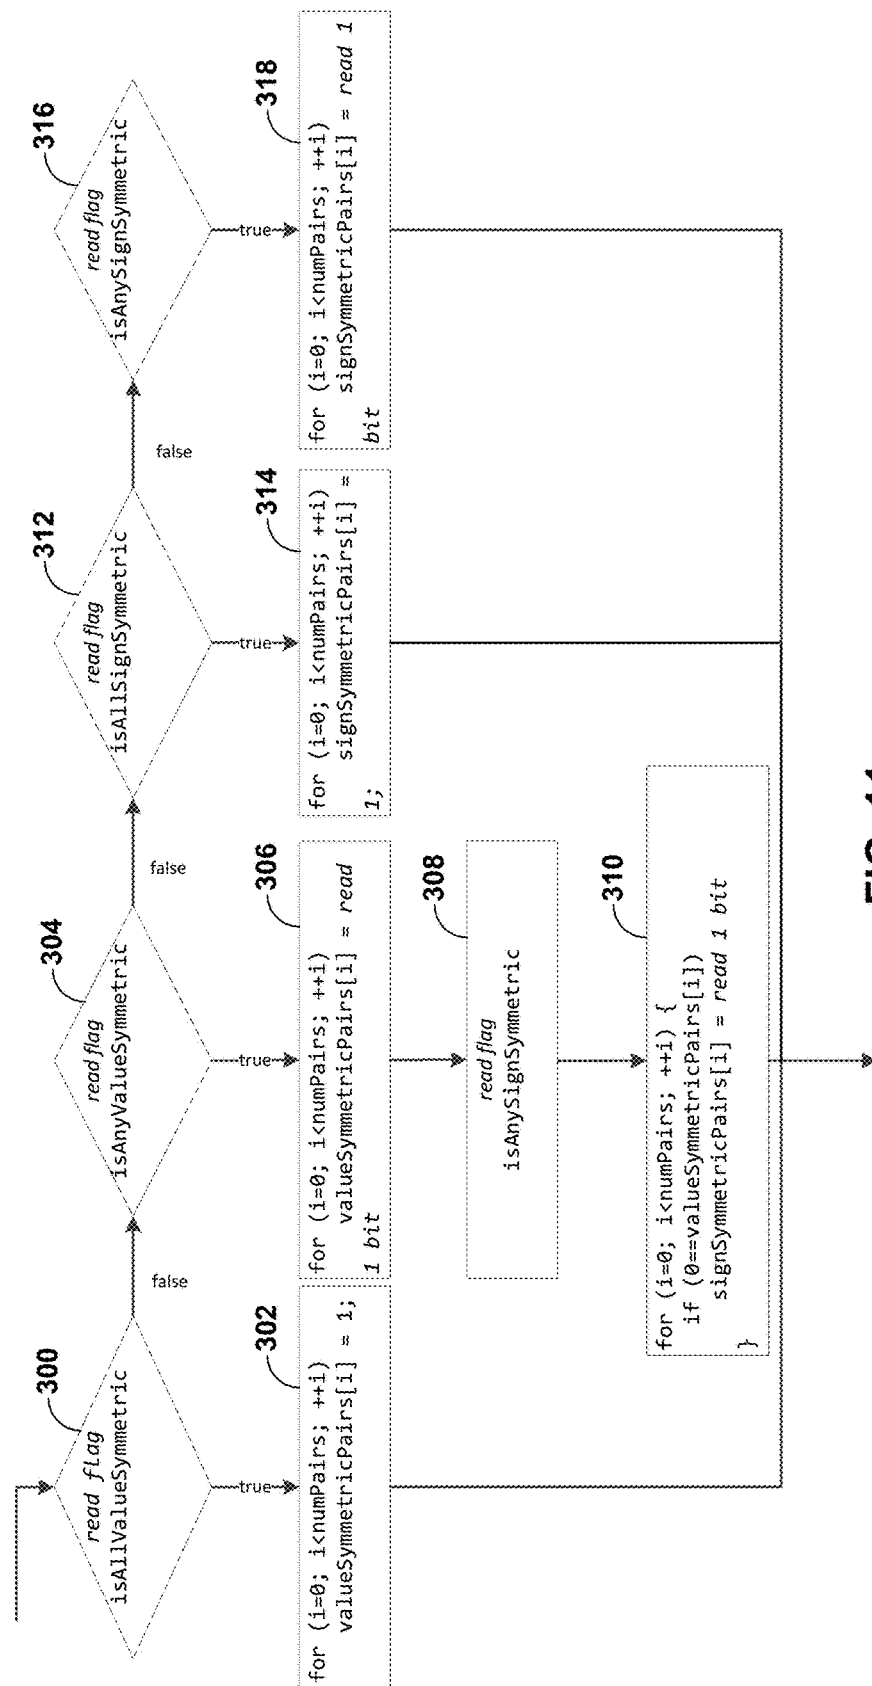 300
read flag
isAllValueSymmetric
true
302
for (i=0; i<numPairs; ++i)
valueSymmetricPairs[i] = 1;
false
304
read flag
isAnyValueSymmetric
true
306
for (i=0; i<numPairs; ++i)
valueSymmetricPairs[i] = read
1 bit
308
read flag
isAnySignSymmetric
310
for (i=0; i<numPairs; ++i) {
if (0==valueSymmetricPairs[i])
signSymmetricPairs[i] = read 1 bit
}
false
312
read flag
isAllSignSymmetric
true
314
for (i=0; i<numPairs; ++i)
signSymmetricPairs[i] =
1;
false
316
read flag
isAnySignSymmetric
true
318
for (i=0; i<numPairs; ++i)
signSymmetricPairs[i] = read 1
bit